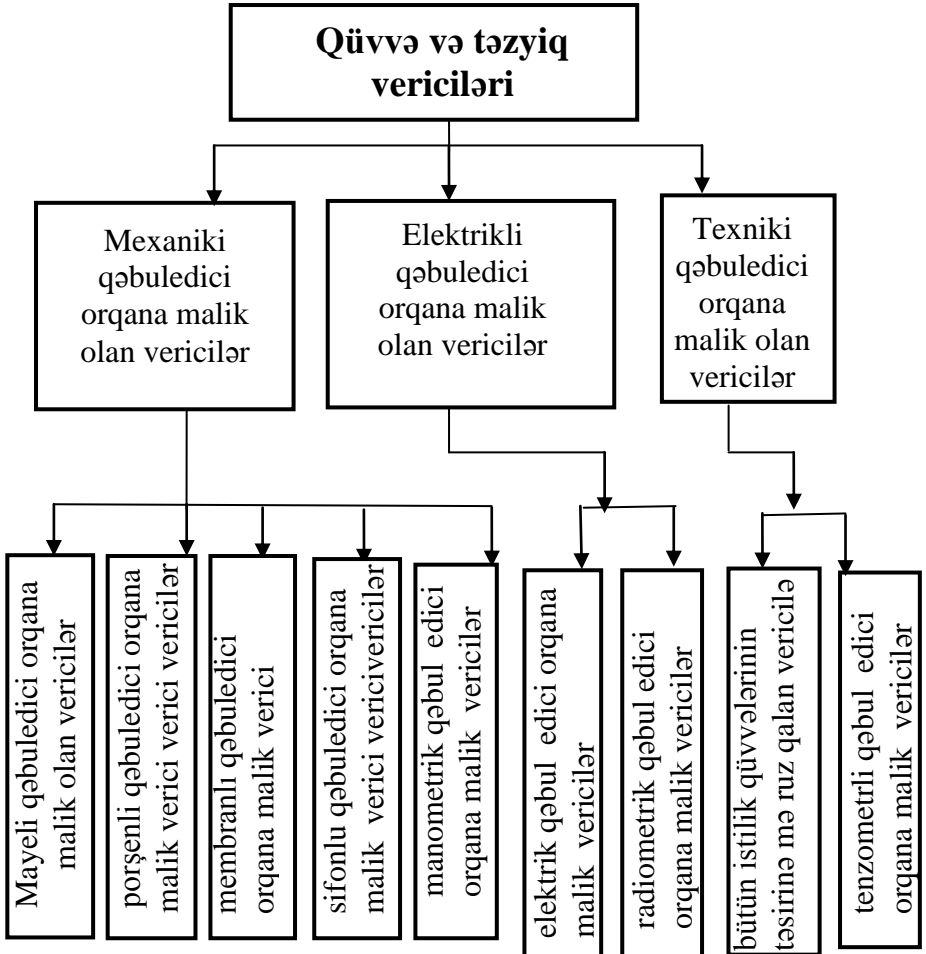 Qüvvə və təzyiq
vericiləri
Mexaniki
qəbuledici
orqana malik
olan vericilər
Elektrikli
qəbuledici
orqana malik
olan vericilər
Texniki
qəbuledici
orqana
malik olan
vericilər
Mayeli qəbuledici orqana
malik olan vericilər
porşenli qəbuledici orqana
malik verici vericilər
membranlı qəbuledici
orqana malik verici
sifonlu qəbuledici orqana
malik verici vericivericilər
manometrik qəbul edici
orqana malik vericilər
elektrik qəbul edici orqana
malik vericilər
radiometrik qəbul edici
orqana malik vericilər
bütün istilik qüvvələrinin
təsirinə mə ruz qalan vericilə
tenzometrli qəbul edici
orqana malik vericilər